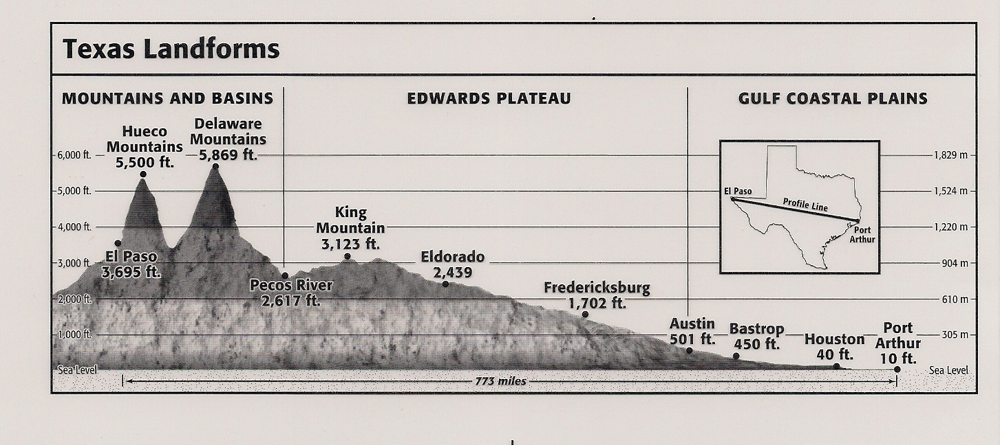 Texas Landforms
MOUNTAINS AND BASINS
EDWARDS PLATEAU
GULF COASTAL PLAINS
Hueco
Mountains
5,500 ft.
Delaware
Mountains
5,869 ft.
6,000 ft.
5,000 ft.
4,000 ft.
3,000 ft.
2,000 ft.
1,000 ft.
Sea Level
El Paso
3,695 ft.
Pecos River
2,617 ft.
King
Mountain
3,123 ft.
Eldorado
2,439
Fredericksburg
1,702 ft.
Austin
501 ft.
Bastrop
450 ft.
Houston
40 ft.
Port
Arthur
10 ft.
El Paso
Profile Line
Port
Arthur
1,829 m
1,524 m
1,220 m
904 m
610 m
305 m
Sea Level
773 miles